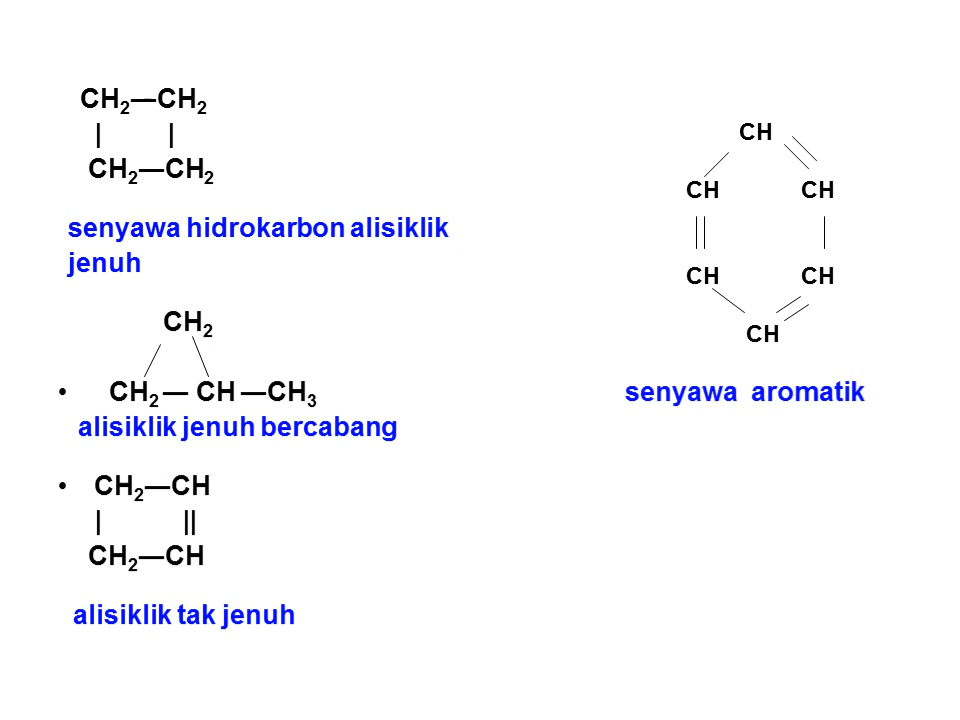 CH₂—CH₂
| |
CH₂—CH₂
senyawa hidrokarbon alisiklik
jenuh
CH₂
• CH₂ — CH —CH₃
alisiklik jenuh bercabang
• CH₂—CH
| ||
CH₂—CH
alisiklik tak jenuh
CH
CH CH
CH CH
CH
senyawa aromatik